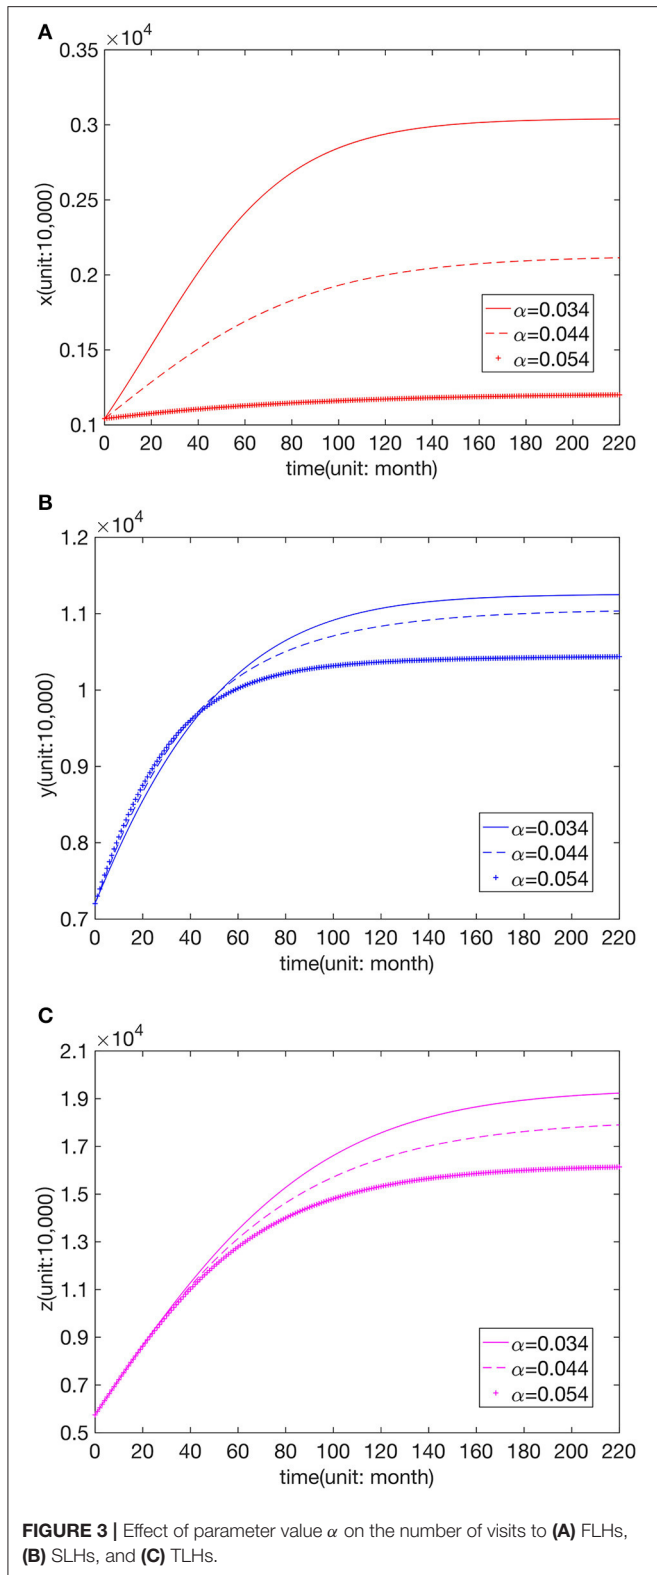 A
×10⁴
0.35
0.3
0.25
0.2
0.15
0.1
x(unit:10,000)
α=0.034
α=0.044
α=0.054
0 20 40 60 80 100 120 140 160 180 200 220
time(unit: month)
B
×10⁴
1.2
1.1
1
0.9
0.8
0.7
y(unit:10,000)
α=0.034
α=0.044
α=0.054
0 20 40 60 80 100 120 140 160 180 200 220
time(unit: month)
C
×10⁴
2.1
1.9
1.7
1.5
1.3
1.1
0.9
0.7
0.5
z(unit:10,000)
α=0.034
α=0.044
α=0.054
0 20 40 60 80 100 120 140 160 180 200 220
time(unit: month)
FIGURE 3 | Effect of parameter value α on the number of visits to (A) FLHs,
(B) SLHs, and (C) TLHs.